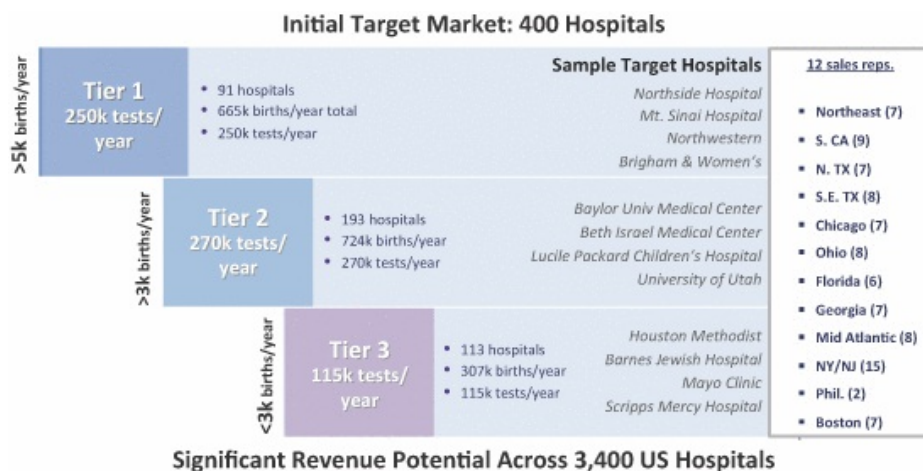 Initial Target Market: 400 Hospitals
>5k births/year
Tier 1
250k tests/
year
• 91 hospitals
• 665k births/year total
• 250k tests/year
Sample Target Hospitals
Northside Hospital
Mt. Sinai Hospital
Northwestern
Brigham & Women's
>3k births/year
Tier 2
270k tests/
year
• 193 hospitals
• 724k births/year
• 270k tests/year
Baylor Univ Medical Center
Beth Israel Medical Center
Lucile Packard Children's Hospital
University of Utah
<3k births/year
Tier 3
115k tests/
year
• 113 hospitals
• 307k births/year
• 115k tests/year
Houston Methodist
Barnes Jewish Hospital
Mayo Clinic
Scripps Mercy Hospital
12 sales reps.
▪ Northeast (7)
▪ S. CA (9)
▪ N. TX (7)
▪ S.E. TX (8)
▪ Chicago (7)
▪ Ohio (8)
▪ Florida (6)
▪ Georgia (7)
▪ Mid Atlantic (8)
▪ NY/NJ (15)
▪ Phil. (2)
▪ Boston (7)
Significant Revenue Potential Across 3,400 US Hospitals